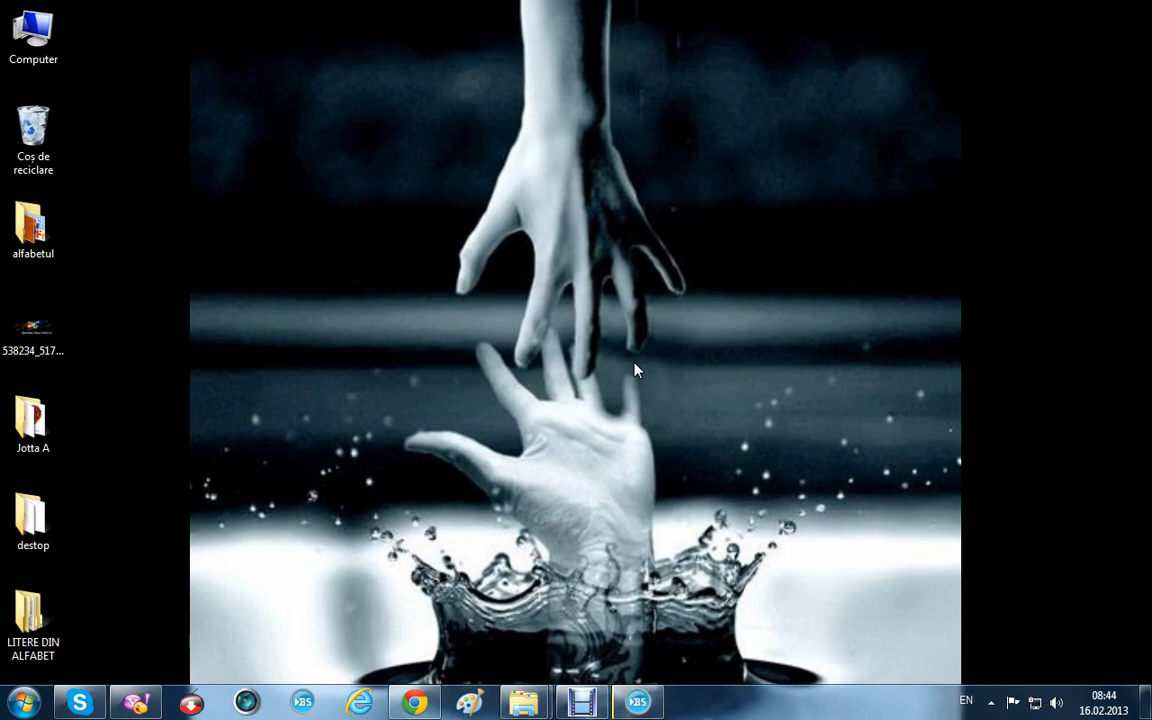 Computer
Coș de
reciclare
alfabetul
538234_517...
Jotta A
destop
LITERE DIN
ALFABET
EN
08:44
16.02.2013